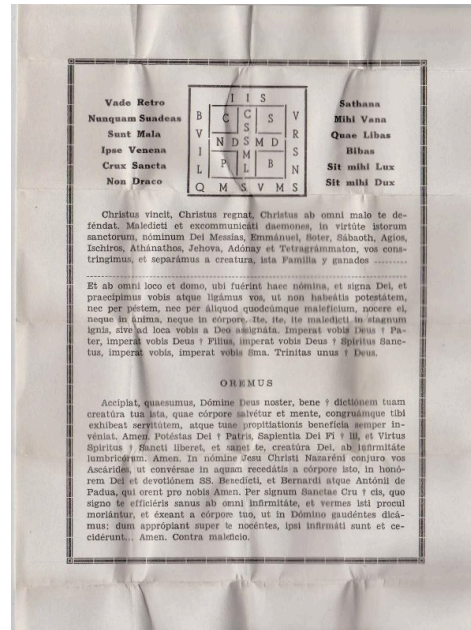 Vade Retro
Nunquam Suadeas
Sunt Mala
Ipse Venena
Crux Sancta
Non Draco
I I S
B C C S V
V S R
I N D S M D S
L P M L B N
Q M S V M S
Sathana
Mihi Vana
Quae Libas
Bibas
Sit mihi Lux
Sit mihi Dux
Christus vincit, Christus regnat, Christus ab omni malo te de-
féndat. Maledicti et excommunicati daemones, in virtúte istorum
sanctorum, nóminum Dei Messias, Emmánuel, Soter, Sábaoth, Agios,
Ischiros, Athánathos, Jehova, Adónay et Tetragrámmaton, vos cons-
tringimus, et separámus a creatura, ista Familia y ganades ---------
Et ab omni loco et domo, ubi fuérint haec nómina, et signa Dei, et
praecipimus vobis atque ligámus vos, ut non habeátis potestátem,
nec per péstem, nec per áliquod quodcúmque maleficium, nocere ei,
neque in ánima, neque in córpore. Ite, ite, ite maledicti in stagnum
ignis, sive ad loca vobis a Deo assignáta. Imperat vobis Deus † Pa-
ter, imperat vobis Deus † Filius, imperat vobis Deus † Spíritus Sanc-
tus, imperat vobis, imperat vobis Sma. Trinitas unus † Deus.
OREMUS
Accipiat, quaesumus, Dómine Deus noster, bene † dictiónem tuam
creatúra tua ista, quae córpore salvétur et mente, congruámque tibi
exhibeat servitútem, atque tuae propitiationis beneficia semper in-
véniat. Amen. Potéstas Dei † Patris, Sapientia Dei Fi † lii, et Virtus
Spíritus † Sancti liberet, et sanet te, creatúra Dei, ab infirmitáte
lumbricórum. Amen. In nómine Jesu Christi Nazaréni conjuro vos
Ascárides, ut convérsae in aquam recedátis a córpore isto, in honó-
rem Dei et devotiónem SS. Benedícti, et Bernardi atque Antónii de
Padua, qui orent pro nobis Amen. Per signum Sanctae Cru † cis, quo
signo te efficiéris sanus ab omni infirmitáte, et vermes isti procul
moriántur, et éxeant a córpore tuo, ut in Dómino gaudéntes dicá-
mus: dum apprópiant super te nocéntes, ipsi infirmáti sunt et ce-
cidérunt... Amen. Contra maleficio.